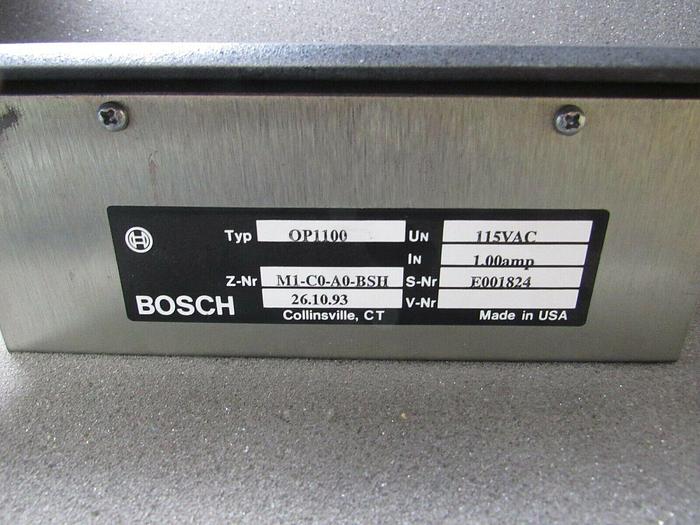 Typ OP1100 UN 115VAC
IN 1.00amp
Z-Nr M1-C0-A0-BSH S-Nr E001824
BOSCH 26.10.93 V-Nr
Collinsville, CT Made in USA